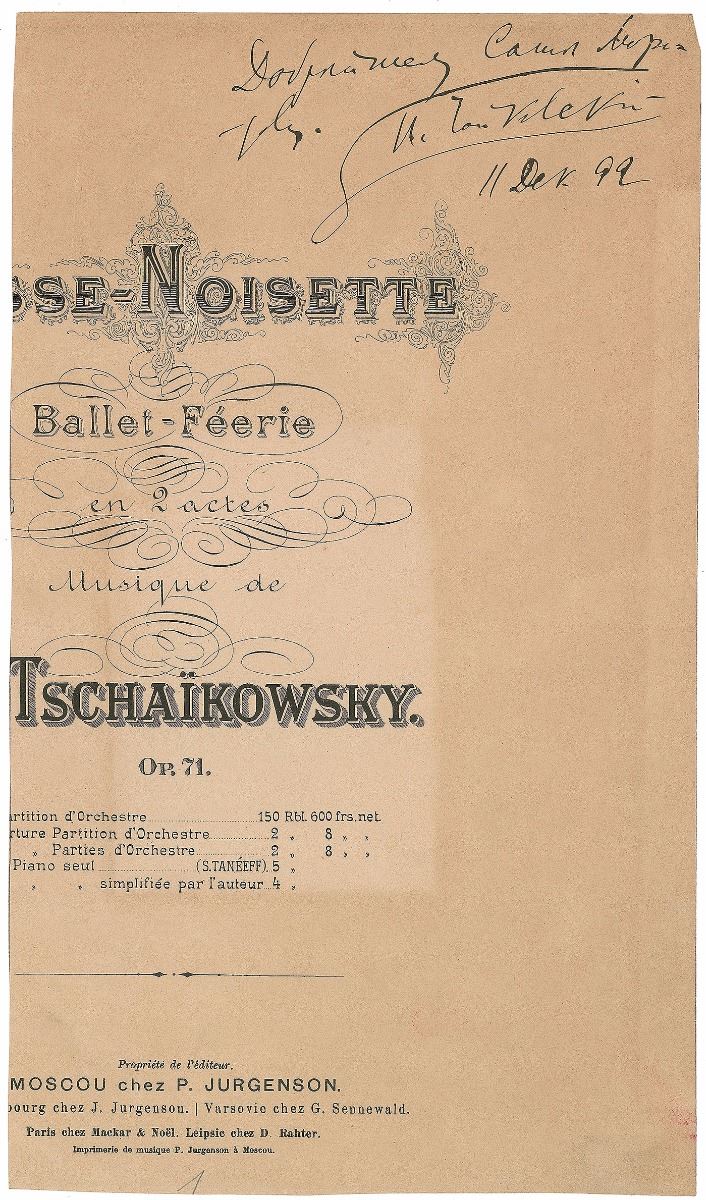 П. Чайковский
11 Дек. 92
SSE-NOISETTE
Ballet-Féerie
en 2 actes
Musique de
TSCHAÏKOWSKY.
OP. 71.
artition d'Orchestre 150 Rbl. 600 frs. net.
rture Partition d'Orchestre 2 „ 8 „ „
„ Parties d'Orchestre 2 „ 8 „ „
Piano seul (S. TANÉEFF). 5 „
„ „ simplifiée par l'auteur 4 „
Propriété de l'éditeur.
MOSCOU chez P. JURGENSON.
bourg chez J. Jurgenson. | Varsovie chez G. Sennewald.
Paris chez Mackar & Noël. Leipsic chez D. Rahter.
Imprimerie de musique P. Jurgenson à Moscou.